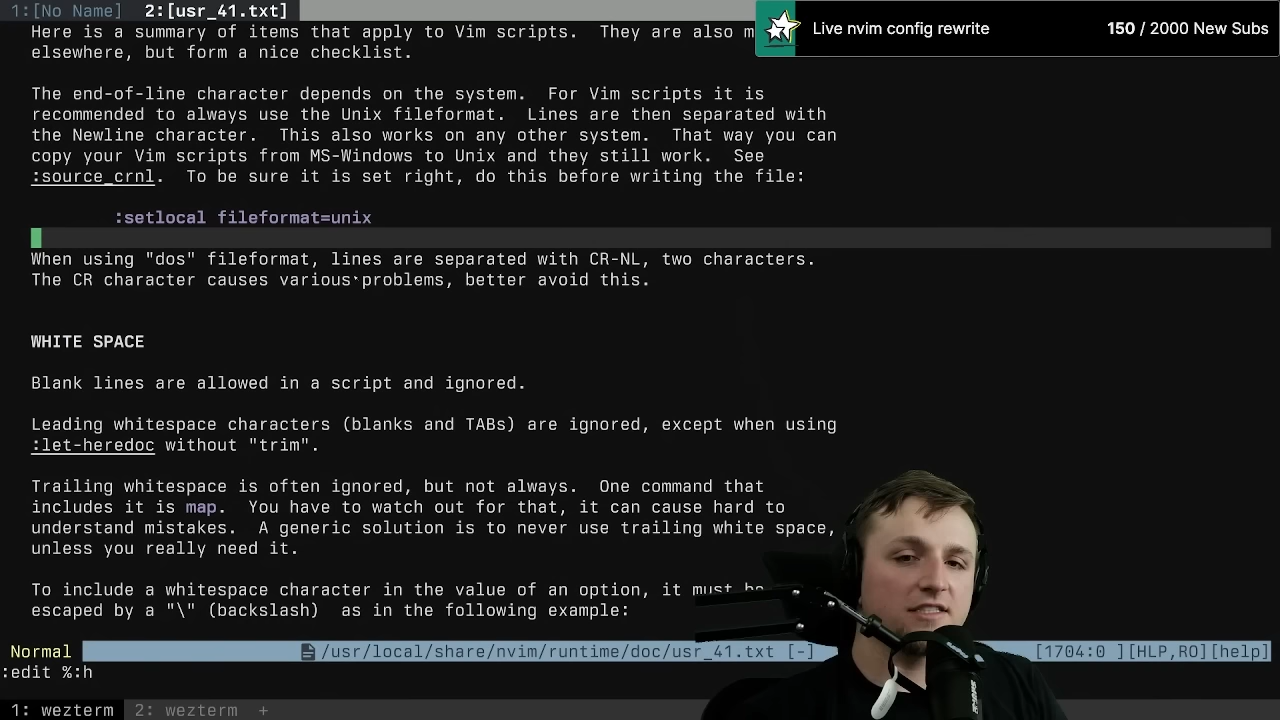 1:[No Name]  2:[usr_41.txt]
Live nvim config rewrite 150 / 2000 New Subs
Here is a summary of items that apply to Vim scripts.  They are also m
elsewhere, but form a nice checklist.
The end-of-line character depends on the system.  For Vim scripts it is
recommended to always use the Unix fileformat.  Lines are then separated with
the Newline character.  This also works on any other system.  That way you can
copy your Vim scripts from MS-Windows to Unix and they still work.  See
:source_crnl.  To be sure it is set right, do this before writing the file:
:setlocal fileformat=unix
When using "dos" fileformat, lines are separated with CR-NL, two characters.
The CR character causes various problems, better avoid this.
WHITE SPACE
Blank lines are allowed in a script and ignored.
Leading whitespace characters (blanks and TABs) are ignored, except when using
:let-heredoc without "trim".
Trailing whitespace is often ignored, but not always.  One command that
includes it is map.  You have to watch out for that, it can cause hard to
understand mistakes.  A generic solution is to never use trailing white space,
unless you really need it.
To include a whitespace character in the value of an option, it must be
escaped by a "\" (backslash)  as in the following example:
Normal /usr/local/share/nvim/runtime/doc/usr_41.txt [-] [1704:0 ][HLP,RO][help]
:edit %:h
1: wezterm  2: wezterm  +